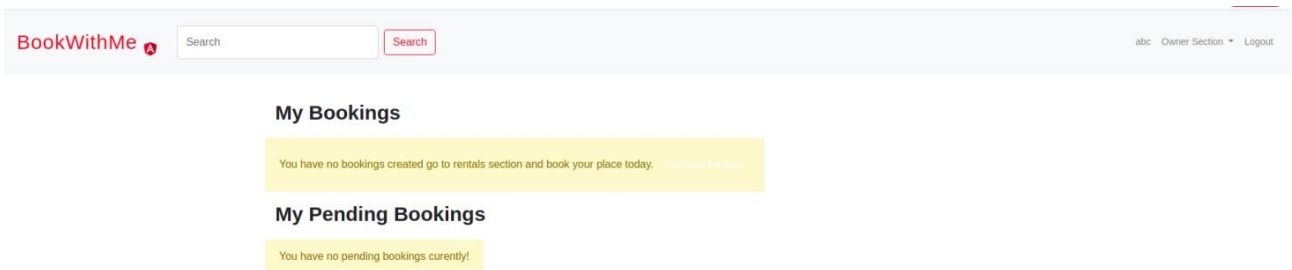 BookWithMe
Search
Search
abc Owner Section Logout
My Bookings
You have no bookings created go to rentals section and book your place today.
My Pending Bookings
You have no pending bookings curently!